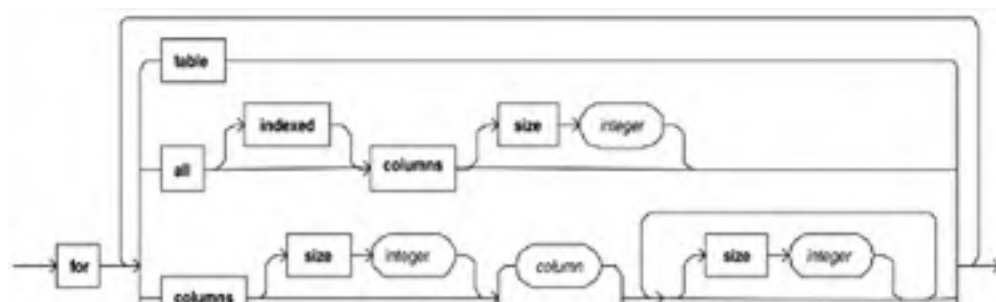 table
indexed size integer
all columns
for size integer column size integer
columns